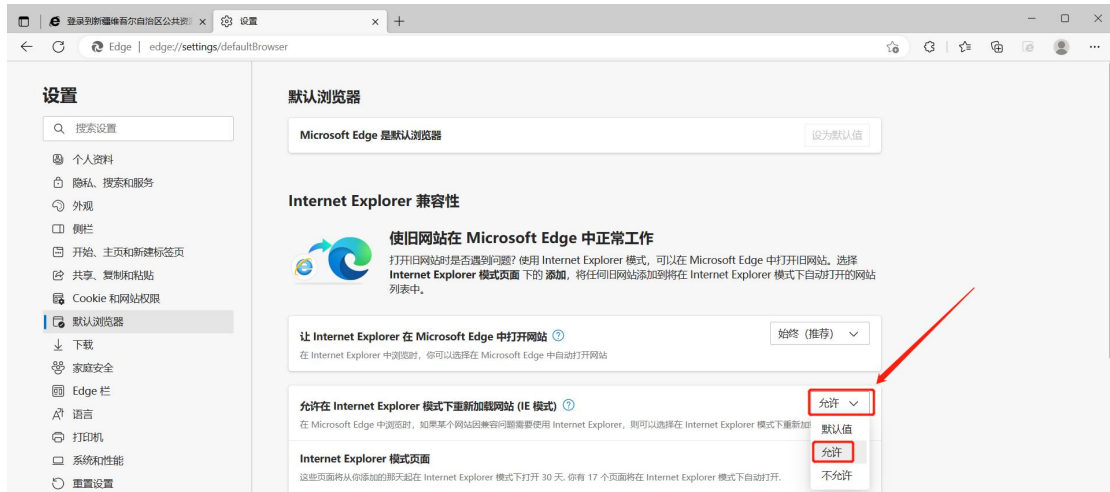 登录到新疆维吾尔自治区公共资
设置
Edge | edge://settings/defaultBrowser
设置
搜索设置
个人资料
隐私、搜索和服务
外观
侧栏
开始、主页和新建标签页
共享、复制和粘贴
Cookie 和网站权限
默认浏览器
下载
家庭安全
Edge 栏
语言
打印机
系统和性能
重置设置
默认浏览器
Microsoft Edge 是默认浏览器
设为默认值
Internet Explorer 兼容性
使旧网站在 Microsoft Edge 中正常工作
打开旧网站时是否遇到问题? 使用 Internet Explorer 模式，可以在 Microsoft Edge 中打开旧网站。选择
Internet Explorer 模式页面 下的 添加，将任何旧网站添加到将在 Internet Explorer 模式下自动打开的网站
列表中。
让 Internet Explorer 在 Microsoft Edge 中打开网站
始终（推荐）
在 Internet Explorer 中浏览时，你可以选择在 Microsoft Edge 中自动打开网站
允许在 Internet Explorer 模式下重新加载网站 (IE 模式)
允许
在 Microsoft Edge 中浏览时，如果某个网站因兼容问题需要使用 Internet Explorer，则可以选择在 Internet Explorer 模式下重新加
默认值
允许
不允许
Internet Explorer 模式页面
这些页面将从你添加的那天起在 Internet Explorer 模式下打开 30 天. 你有 17 个页面将在 Internet Explorer 模式下自动打开.